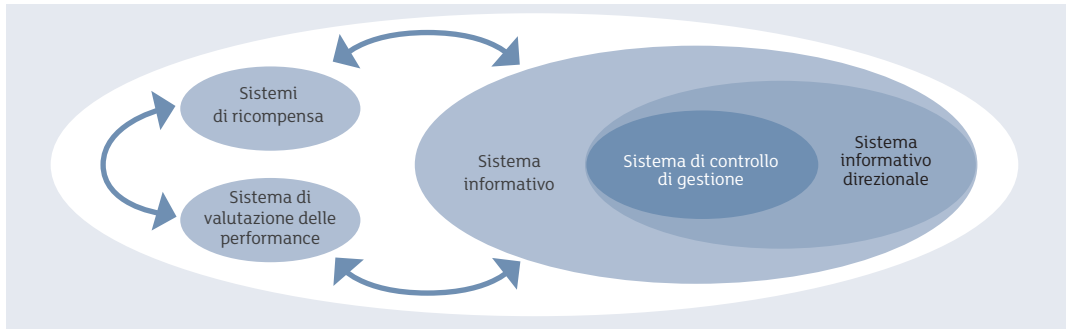 Sistemi
di ricompensa
Sistema di
valutazione delle
performance
Sistema
informativo
Sistema di controllo
di gestione
Sistema
informativo
direzionale